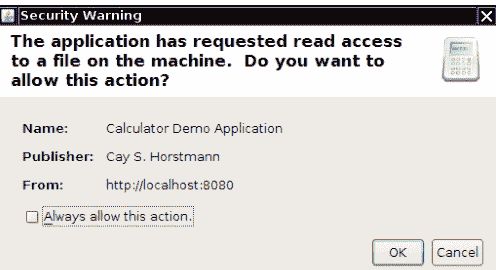 Security Warning
The application has requested read access
to a file on the machine. Do you want to
allow this action?
Name: Calculator Demo Application
Publisher: Cay S. Horstmann
From: http://localhost:8080
Always allow this action.
OK Cancel